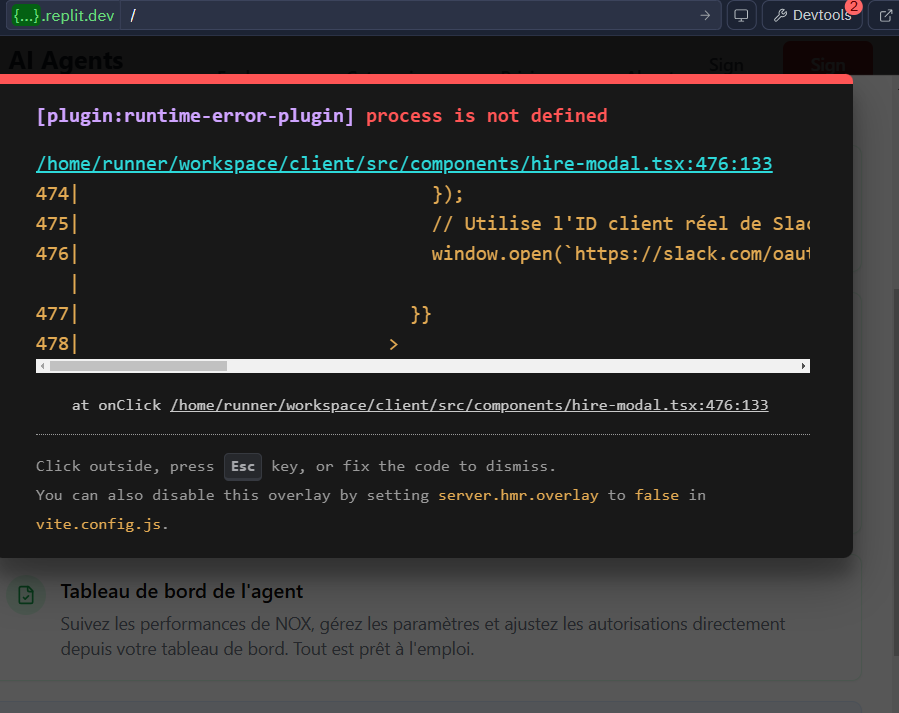 {...}.replit.dev /
Devtools 2
AI Agents
Sign Sign
[plugin:runtime-error-plugin] process is not defined
/home/runner/workspace/client/src/components/hire-modal.tsx:476:133
474| });
475| // Utilise l'ID client réel de Slac
476| window.open(`https://slack.com/oaut
|
477| }}
478| >
at onClick /home/runner/workspace/client/src/components/hire-modal.tsx:476:133
Click outside, press Esc key, or fix the code to dismiss.
You can also disable this overlay by setting server.hmr.overlay to false in
vite.config.js.
Tableau de bord de l'agent
Suivez les performances de NOX, gérez les paramètres et ajustez les autorisations directement
depuis votre tableau de bord. Tout est prêt à l'emploi.